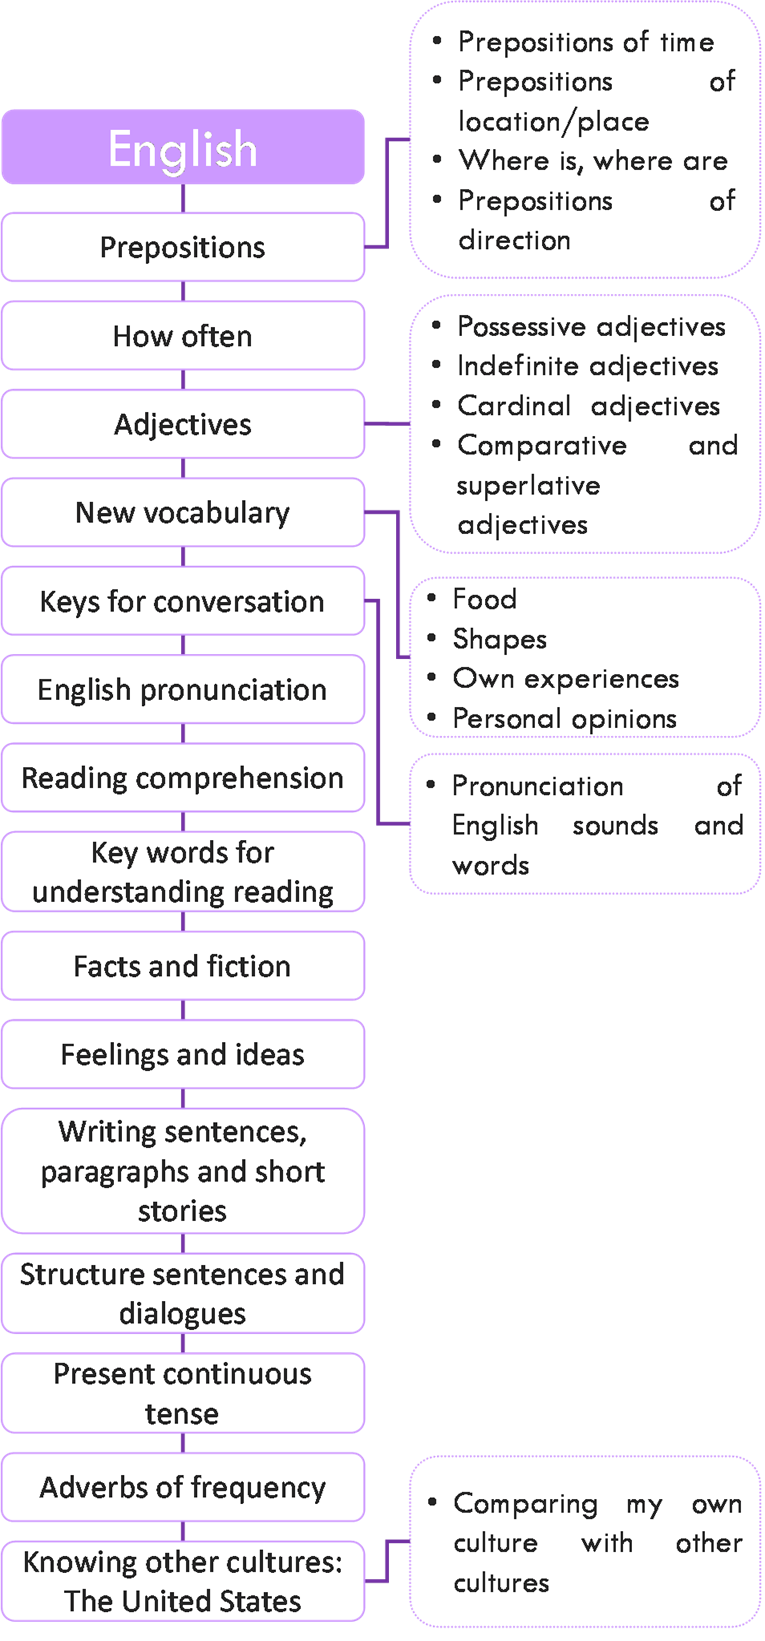 English
Prepositions
• Prepositions of time
• Prepositions of
location/place
• Where is, where are
• Prepositions of
direction
How often
Adjectives
• Possessive adjectives
• Indefinite adjectives
• Cardinal adjectives
• Comparative and
superlative
adjectives
New vocabulary
• Food
• Shapes
• Own experiences
• Personal opinions
Keys for conversation
• Pronunciation of
English sounds and
words
English pronunciation
Reading comprehension
Key words for
understanding reading
Facts and fiction
Feelings and ideas
Writing sentences,
paragraphs and short
stories
Structure sentences and
dialogues
Present continuous
tense
Adverbs of frequency
Knowing other cultures:
The United States
• Comparing my own
culture with other
cultures